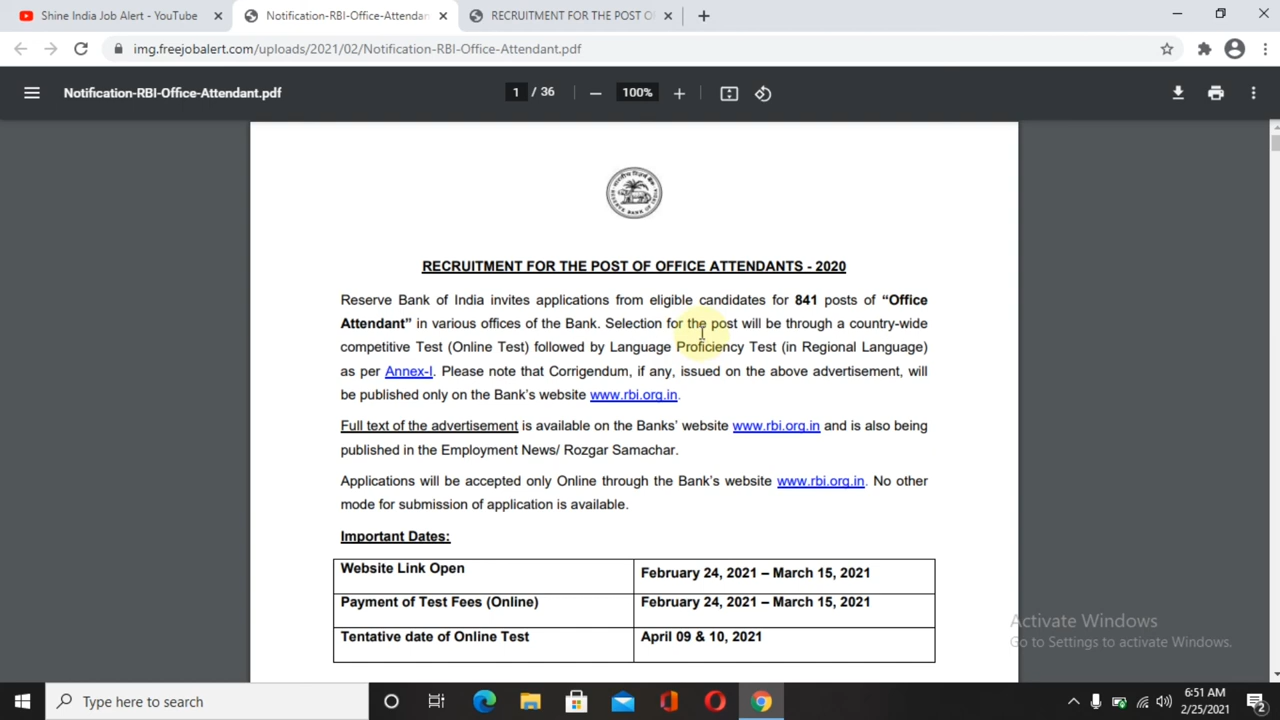 Shine India Job Alert - YouTube
Notification-RBI-Office-Attendan
RECRUITMENT FOR THE POST O
img.freejobalert.com/uploads/2021/02/Notification-RBI-Office-Attendant.pdf
Notification-RBI-Office-Attendant.pdf
1 / 36
100%
RECRUITMENT FOR THE POST OF OFFICE ATTENDANTS - 2020
Reserve Bank of India invites applications from eligible candidates for 841 posts of “Office
Attendant” in various offices of the Bank. Selection for the post will be through a country-wide
competitive Test (Online Test) followed by Language Proficiency Test (in Regional Language)
as per Annex-I. Please note that Corrigendum, if any, issued on the above advertisement, will
be published only on the Bank’s website www.rbi.org.in.
Full text of the advertisement is available on the Banks’ website www.rbi.org.in and is also being
published in the Employment News/ Rozgar Samachar.
Applications will be accepted only Online through the Bank’s website www.rbi.org.in. No other
mode for submission of application is available.
Important Dates:
Website Link Open
February 24, 2021 – March 15, 2021
Payment of Test Fees (Online)
February 24, 2021 – March 15, 2021
Tentative date of Online Test
April 09 & 10, 2021
Activate Windows
Go to Settings to activate Windows.
Type here to search
6:51 AM
2/25/2021
2